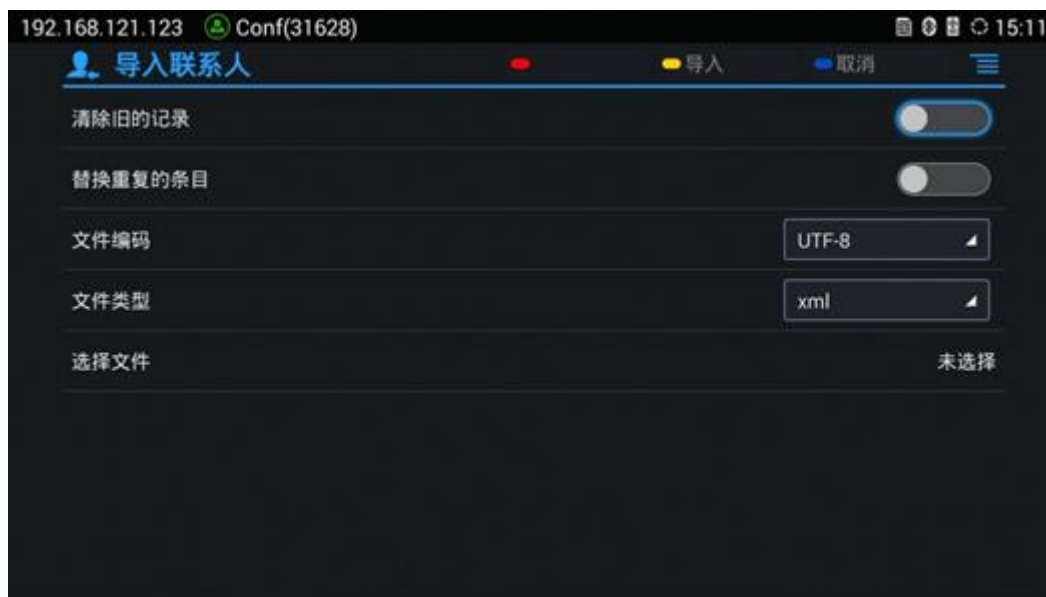 192.168.121.123 Conf(31628) 15:11
导入联系人 导入 取消
清除旧的记录
替换重复的条目
文件编码 UTF-8
文件类型 xml
选择文件 未选择